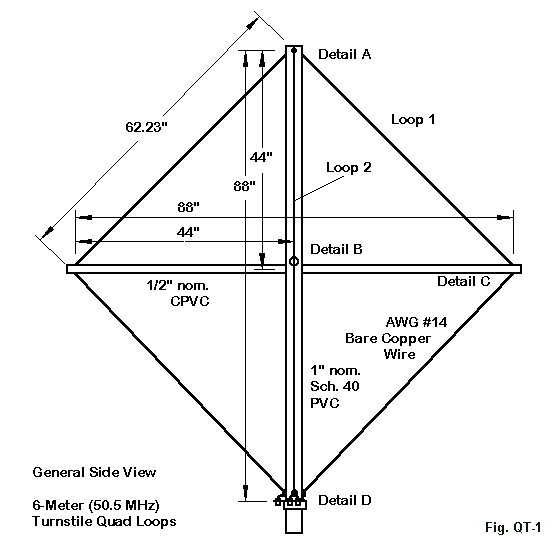 Detail A
62.23"
Loop 1
44"
Loop 2
88"
88"
44"
Detail B
1/2" nom.
CPVC
Detail C
AWG #14
Bare Copper
Wire
1" nom.
Sch. 40
PVC
General Side View
Detail D
6-Meter (50.5 MHz)
Turnstile Quad Loops
Fig. QT-1